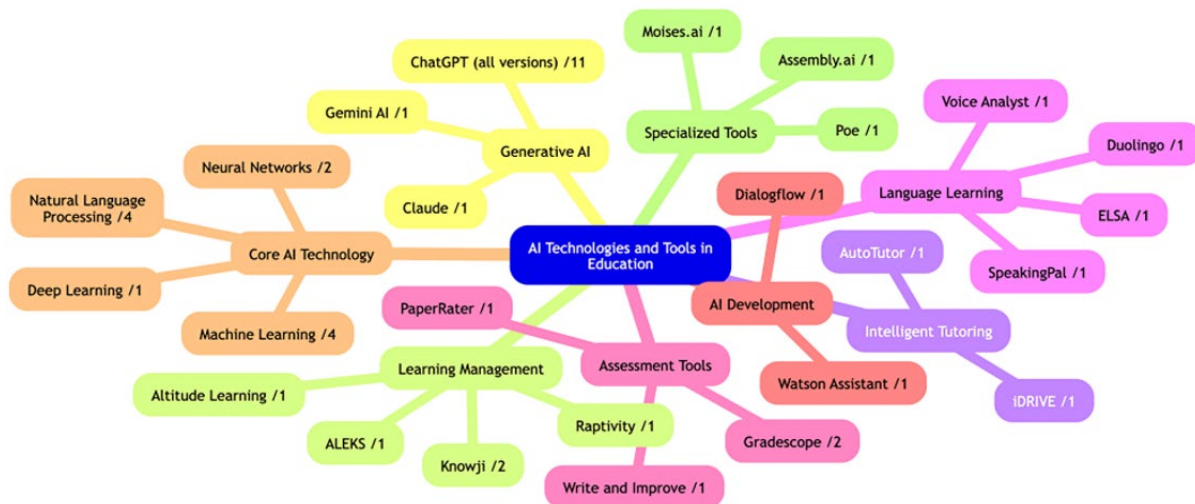 Moises.ai /1
ChatGPT (all versions) /11
Assembly.ai /1
Gemini AI /1
Voice Analyst /1
Specialized Tools
Poe /1
Generative AI
Duolingo /1
Neural Networks /2
Dialogflow /1
Language Learning
Natural Language
Processing /4
Claude /1
ELSA /1
Core AI Technology
AI Technologies and Tools in
Education
AutoTutor /1
SpeakingPal /1
Deep Learning /1
PaperRater /1
AI Development
Machine Learning /4
Intelligent Tutoring
Learning Management
Assessment Tools
Altitude Learning /1
Watson Assistant /1
iDRIVE /1
ALEKS /1
Raptivity /1
Gradescope /2
Knowji /2
Write and Improve /1